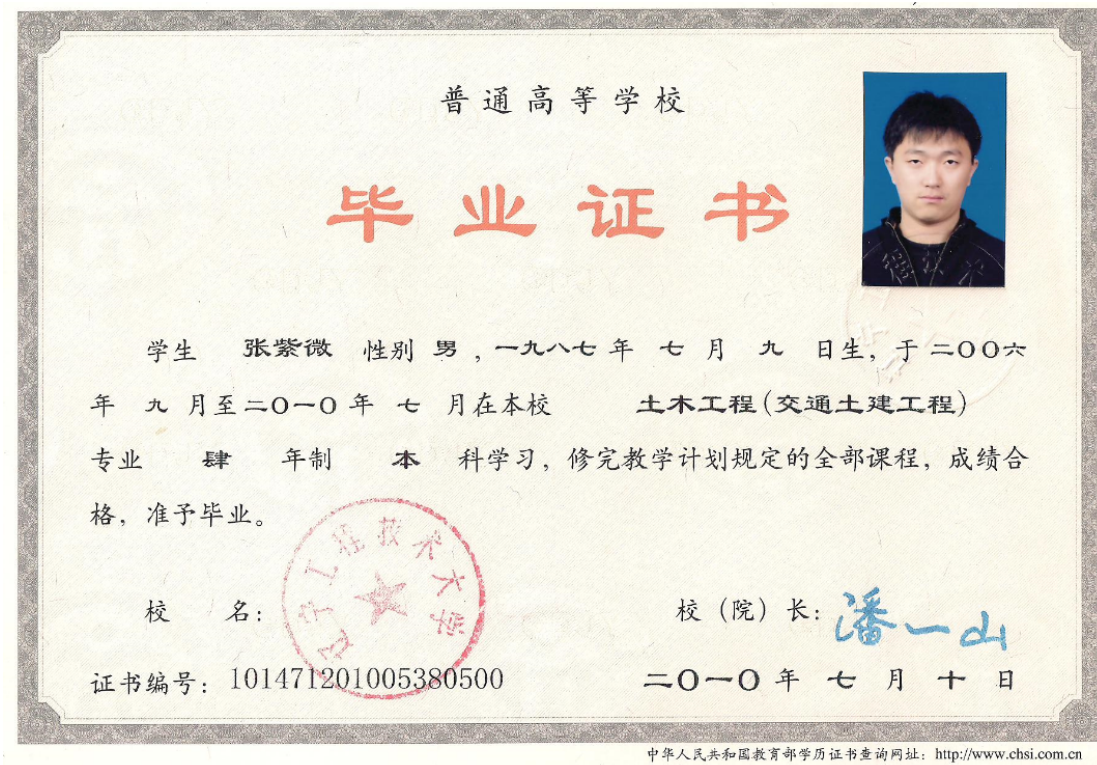 普通高等学校
毕业证书
学生 张紫微 性别 男，一九八七年 七 月 九 日生，于二〇〇六
年 九 月至二〇一〇年 七 月在本校 土木工程(交通土建工程)
专业 肆 年制 本 科学习，修完教学计划规定的全部课程，成绩合
格，准予毕业。
辽宁工程技术大学
校 名：
校（院）长：潘一山
证书编号：101471201005380500
二〇一〇年 七 月 十 日
中华人民共和国教育部学历证书查询网址：http://www.chsi.com.cn